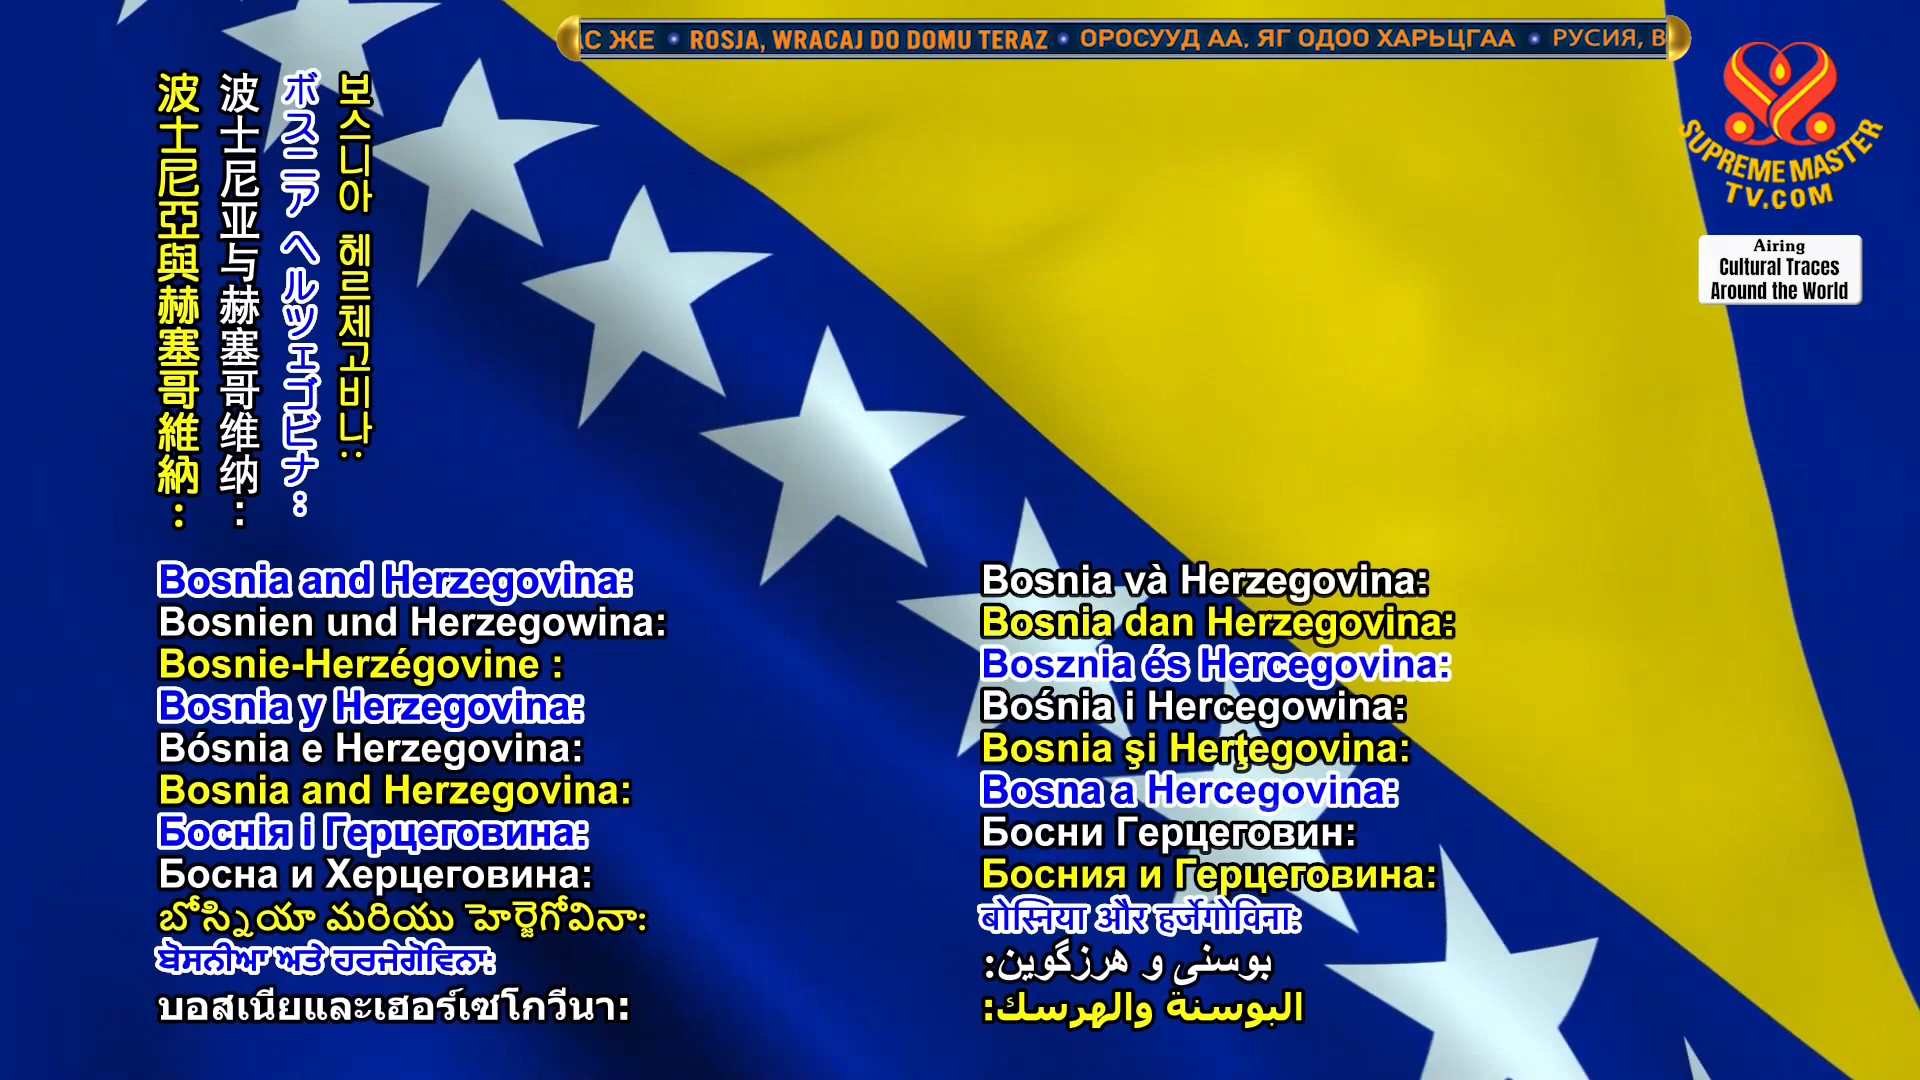 С ЖЕ • ROSJA, WRACAJ DO DOMU TERAZ • ОРОСУУД АА, ЯГ ОДОО ХАРЬЦГАА • РУСИЯ, В
SUPREME MASTER
TV.COM
Airing
Cultural Traces
Around the World
波士尼亞與赫塞哥維納：
波士尼亚与赫塞哥维纳：
ボスニア ヘルツェゴビナ：
보스니아 헤르체고비나:
Bosnia and Herzegovina:
Bosnien und Herzegowina:
Bosnie-Herzégovine :
Bosnia y Herzegovina:
Bósnia e Herzegovina:
Bosnia and Herzegovina:
Боснія і Герцеговина:
Босна и Херцеговина:
బోస్నియా మరియు హెర్జెగోవినా:
ਬੋਸਨੀਆ ਅਤੇ ਹਰਜੇਗੋਵਿਨਾ:
บอสเนียและเฮอร์เซโกวีนา:
Bosnia và Herzegovina:
Bosnia dan Herzegovina:
Bosznia és Hercegovina:
Bośnia i Hercegowina:
Bosnia şi Herţegovina:
Bosna a Hercegovina:
Босни Герцеговин:
Босния и Герцеговина:
बोस्निया और हर्जेगोविना:
بوسنی و هرزگوین:
البوسنة والهرسك: